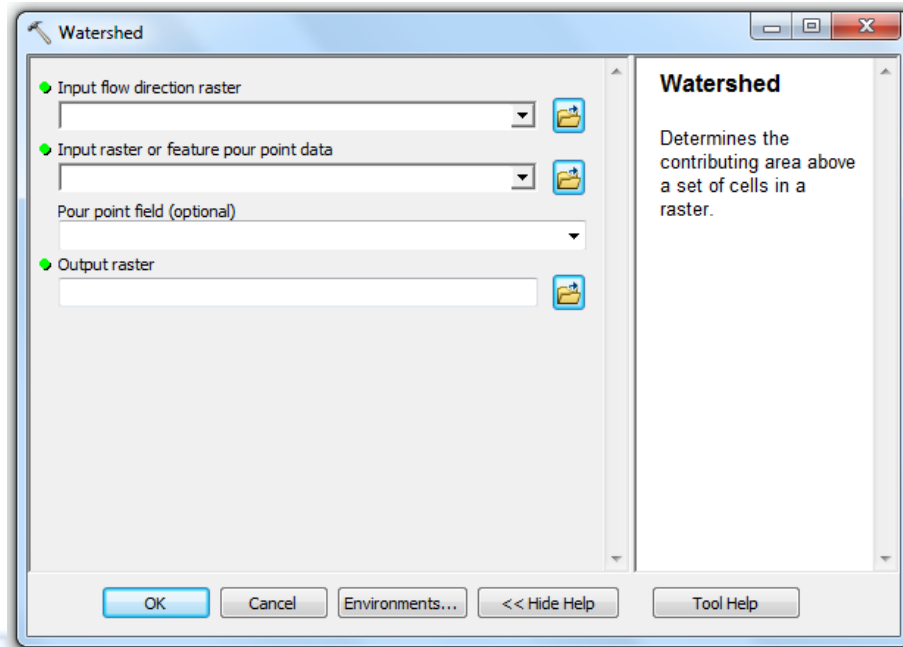 Watershed
Input flow direction raster
Input raster or feature pour point data
Pour point field (optional)
Output raster
Watershed
Determines the
contributing area above
a set of cells in a
raster.
OK
Cancel
Environments...
<< Hide Help
Tool Help